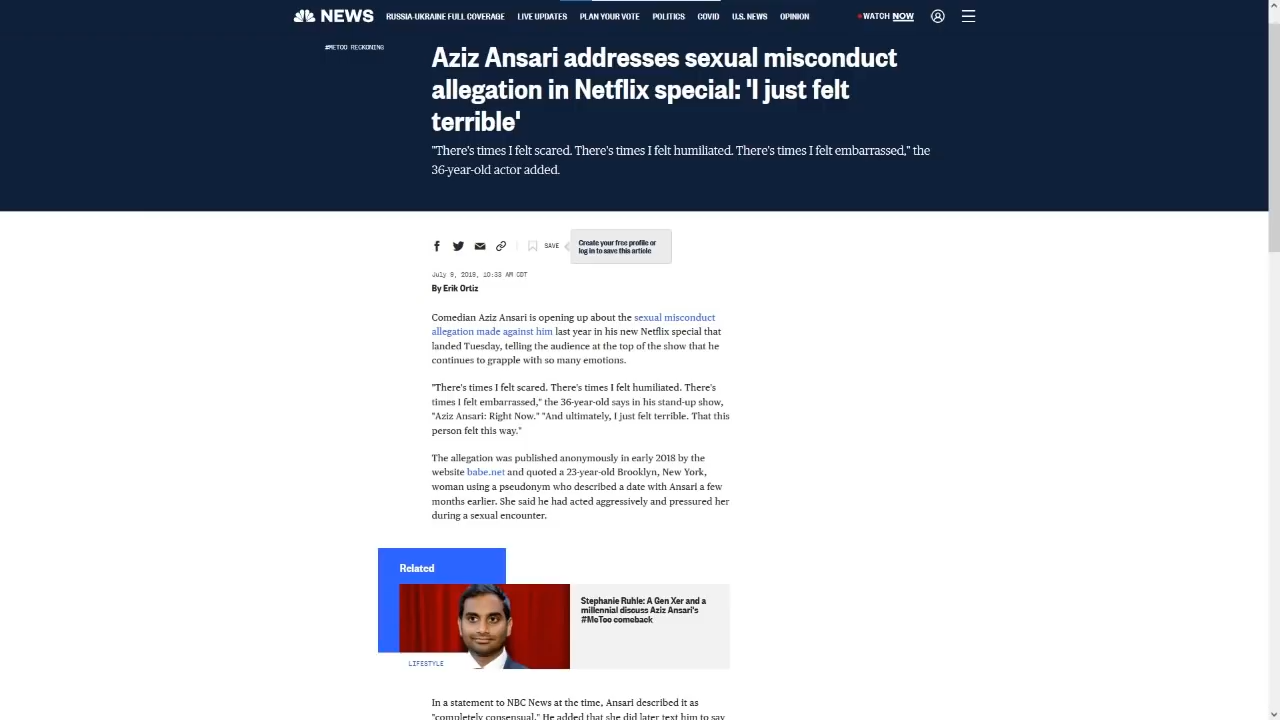 NEWS RUSSIA-UKRAINE FULL COVERAGE LIVE UPDATES PLAN YOUR VOTE POLITICS COVID U.S. NEWS OPINION WATCH NOW
#METOO RECKONING
Aziz Ansari addresses sexual misconduct
allegation in Netflix special: 'I just felt
terrible'
"There's times I felt scared. There's times I felt humiliated. There's times I felt embarrassed," the
36-year-old actor added.
SAVE
Create your free profile or
log in to save this article
July 9, 2019, 10:33 AM CDT
By Erik Ortiz
Comedian Aziz Ansari is opening up about the sexual misconduct
allegation made against him last year in his new Netflix special that
landed Tuesday, telling the audience at the top of the show that he
continues to grapple with so many emotions.
"There's times I felt scared. There's times I felt humiliated. There's
times I felt embarrassed," the 36-year-old says in his stand-up show,
"Aziz Ansari: Right Now." "And ultimately, I just felt terrible. That this
person felt this way."
The allegation was published anonymously in early 2018 by the
website babe.net and quoted a 23-year-old Brooklyn, New York,
woman using a pseudonym who described a date with Ansari a few
months earlier. She said he had acted aggressively and pressured her
during a sexual encounter.
Related
Stephanie Ruhle: A Gen Xer and a
millennial discuss Aziz Ansari's
#MeToo comeback
LIFESTYLE
In a statement to NBC News at the time, Ansari described it as
"completely consensual." He added that she did later text him to say